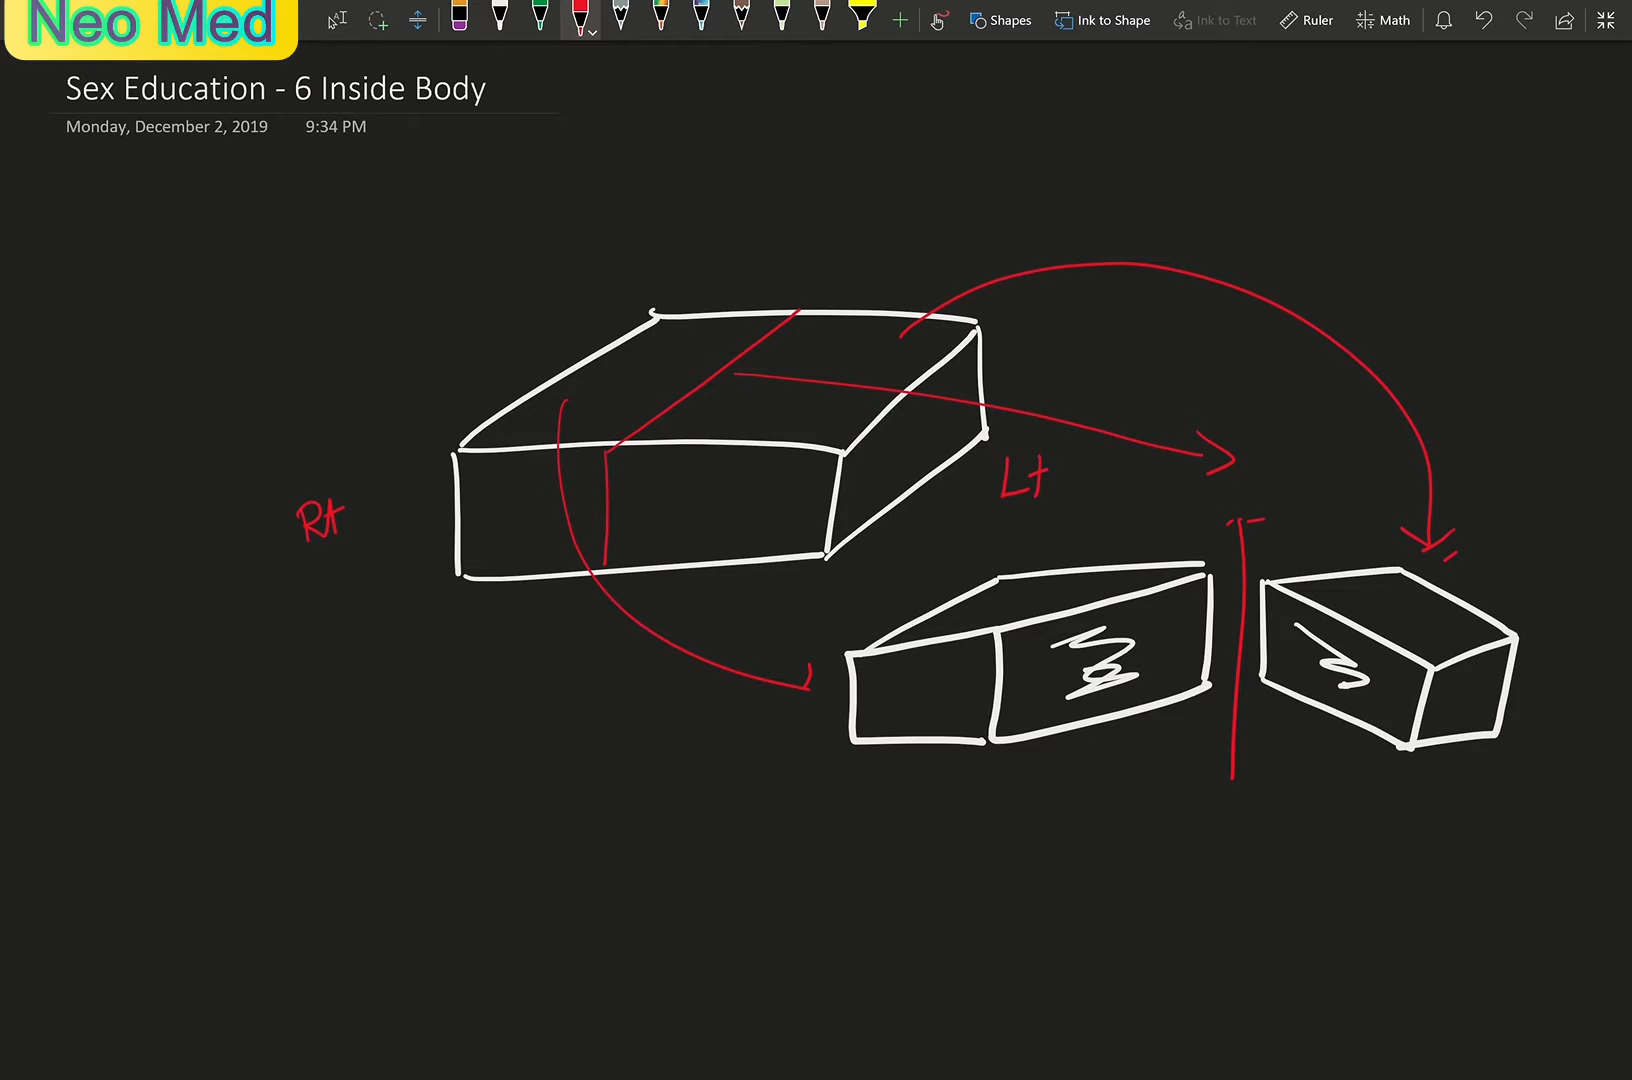 Neo Med
Shapes
Ink to Shape
Ink to Text
Ruler
Math
Sex Education - 6 Inside Body
Monday, December 2, 2019 9:34 PM
Lt
Rt